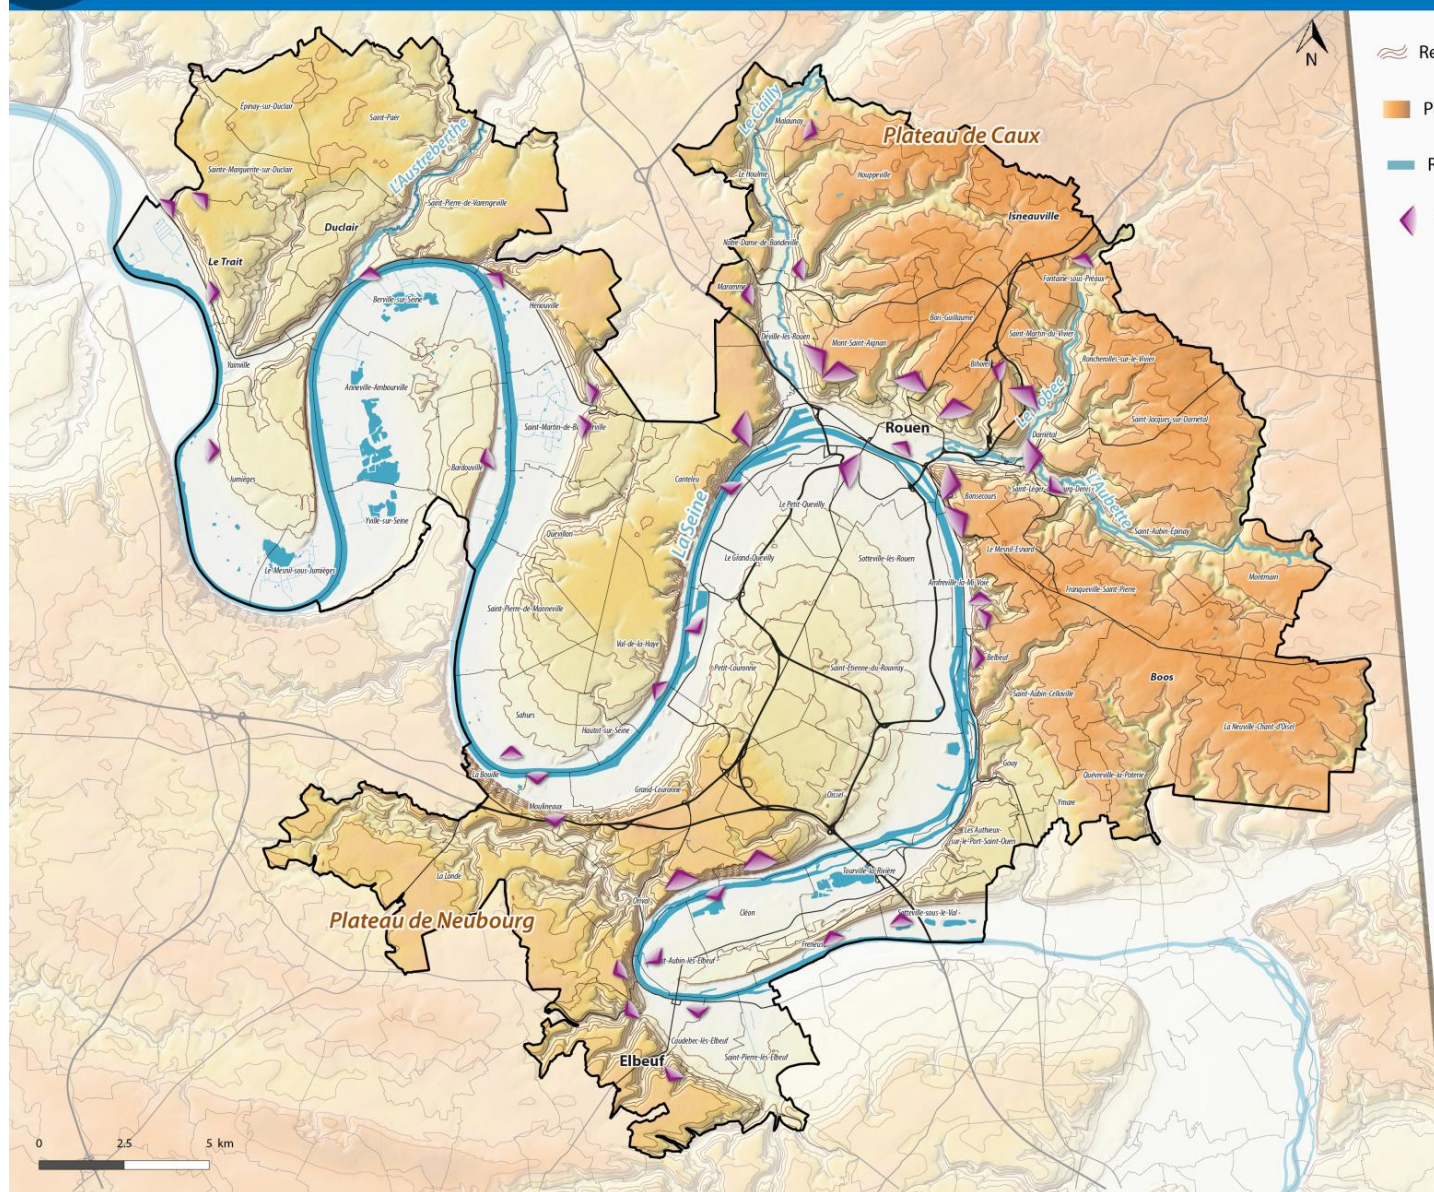 N
Re
P
R
Plateau de Caux
Le Cailly
Malaunay
Épinay-sur-Duclair
Saint-Paër
L'Austreberthe
Sainte-Marguerite-sur-Duclair
Le Houlme
Houppeville
Isneauville
Saint-Pierre-de-Varengeville
Duclair
Notre-Dame-de-Bondeville
Le Trait
Fontaine-sous-Préaux
Maromme
Berville-sur-Seine
Hénouville
Bois-Guillaume
Saint-Martin-du-Vivier
Déville-lès-Rouen
Mont-Saint-Aignan
Roncherolles-sur-le-Vivier
Yainville
Bihorel
Anneville-Ambourville
Le Robec
Saint-Jacques-sur-Darnétal
Saint-Martin-de-Boscherville
Rouen
Darnétal
Bardouville
Jumièges
Canteleu
L'Aubette
Saint-Léger-du-Bourg-Denis
Bonsecours
Le Petit-Quevilly
Yville-sur-Seine
La Seine
Quevillon
Saint-Aubin-Epinay
Le Mesnil-Esnard
Le Grand-Quevilly
Sotteville-lès-Rouen
Le-Mesnil-sous-Jumièges
Montmain
Amfreville-la-Mi-Voie
Franqueville-Saint-Pierre
Saint-Pierre-de-Manneville
Val-de-la-Haye
Belbeuf
Petit-Couronne
Saint-Étienne-du-Rouvray
Boos
Saint-Aubin-Celloville
Sahurs
Hautot-sur-Seine
La Neuville-Chant-d'Oisel
Gouy
La Bouille
Quévreville-la-Poterie
Grand-Couronne
Oissel
Moulineaux
Ymare
Les Authieux-
sur-le-Port-Saint-Ouen
La Londe
Tourville-la-Rivière
Orival
Plateau de Neubourg
Cléon
Sotteville-sous-le-Val
Freneuse
Saint-Aubin-lès-Elbeuf
Caudebec-lès-Elbeuf
Saint-Pierre-lès-Elbeuf
Elbeuf
0 2.5 5 km